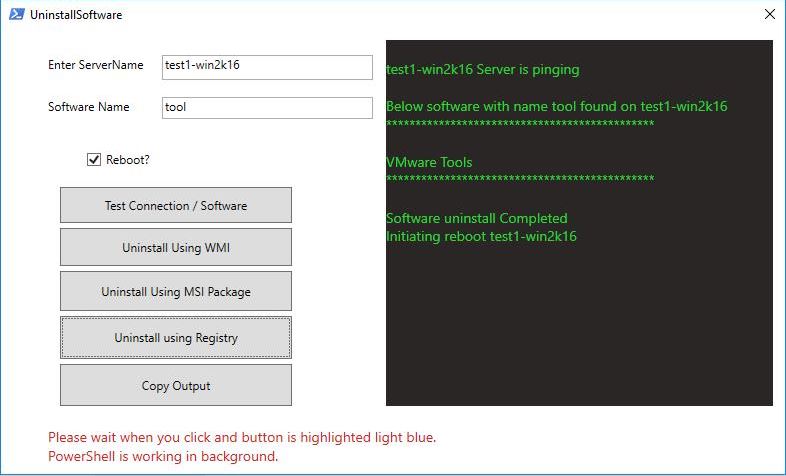 UninstallSoftware
Enter ServerName
test1-win2k16
Software Name
tool
Reboot?
Test Connection / Software
Uninstall Using WMI
Uninstall Using MSI Package
Uninstall using Registry
Copy Output
test1-win2k16 Server is pinging
Below software with name tool found on test1-win2k16
***********************************************
VMware Tools
***********************************************
Software uninstall Completed
Initiating reboot test1-win2k16
Please wait when you click and button is highlighted light blue.
PowerShell is working in background.